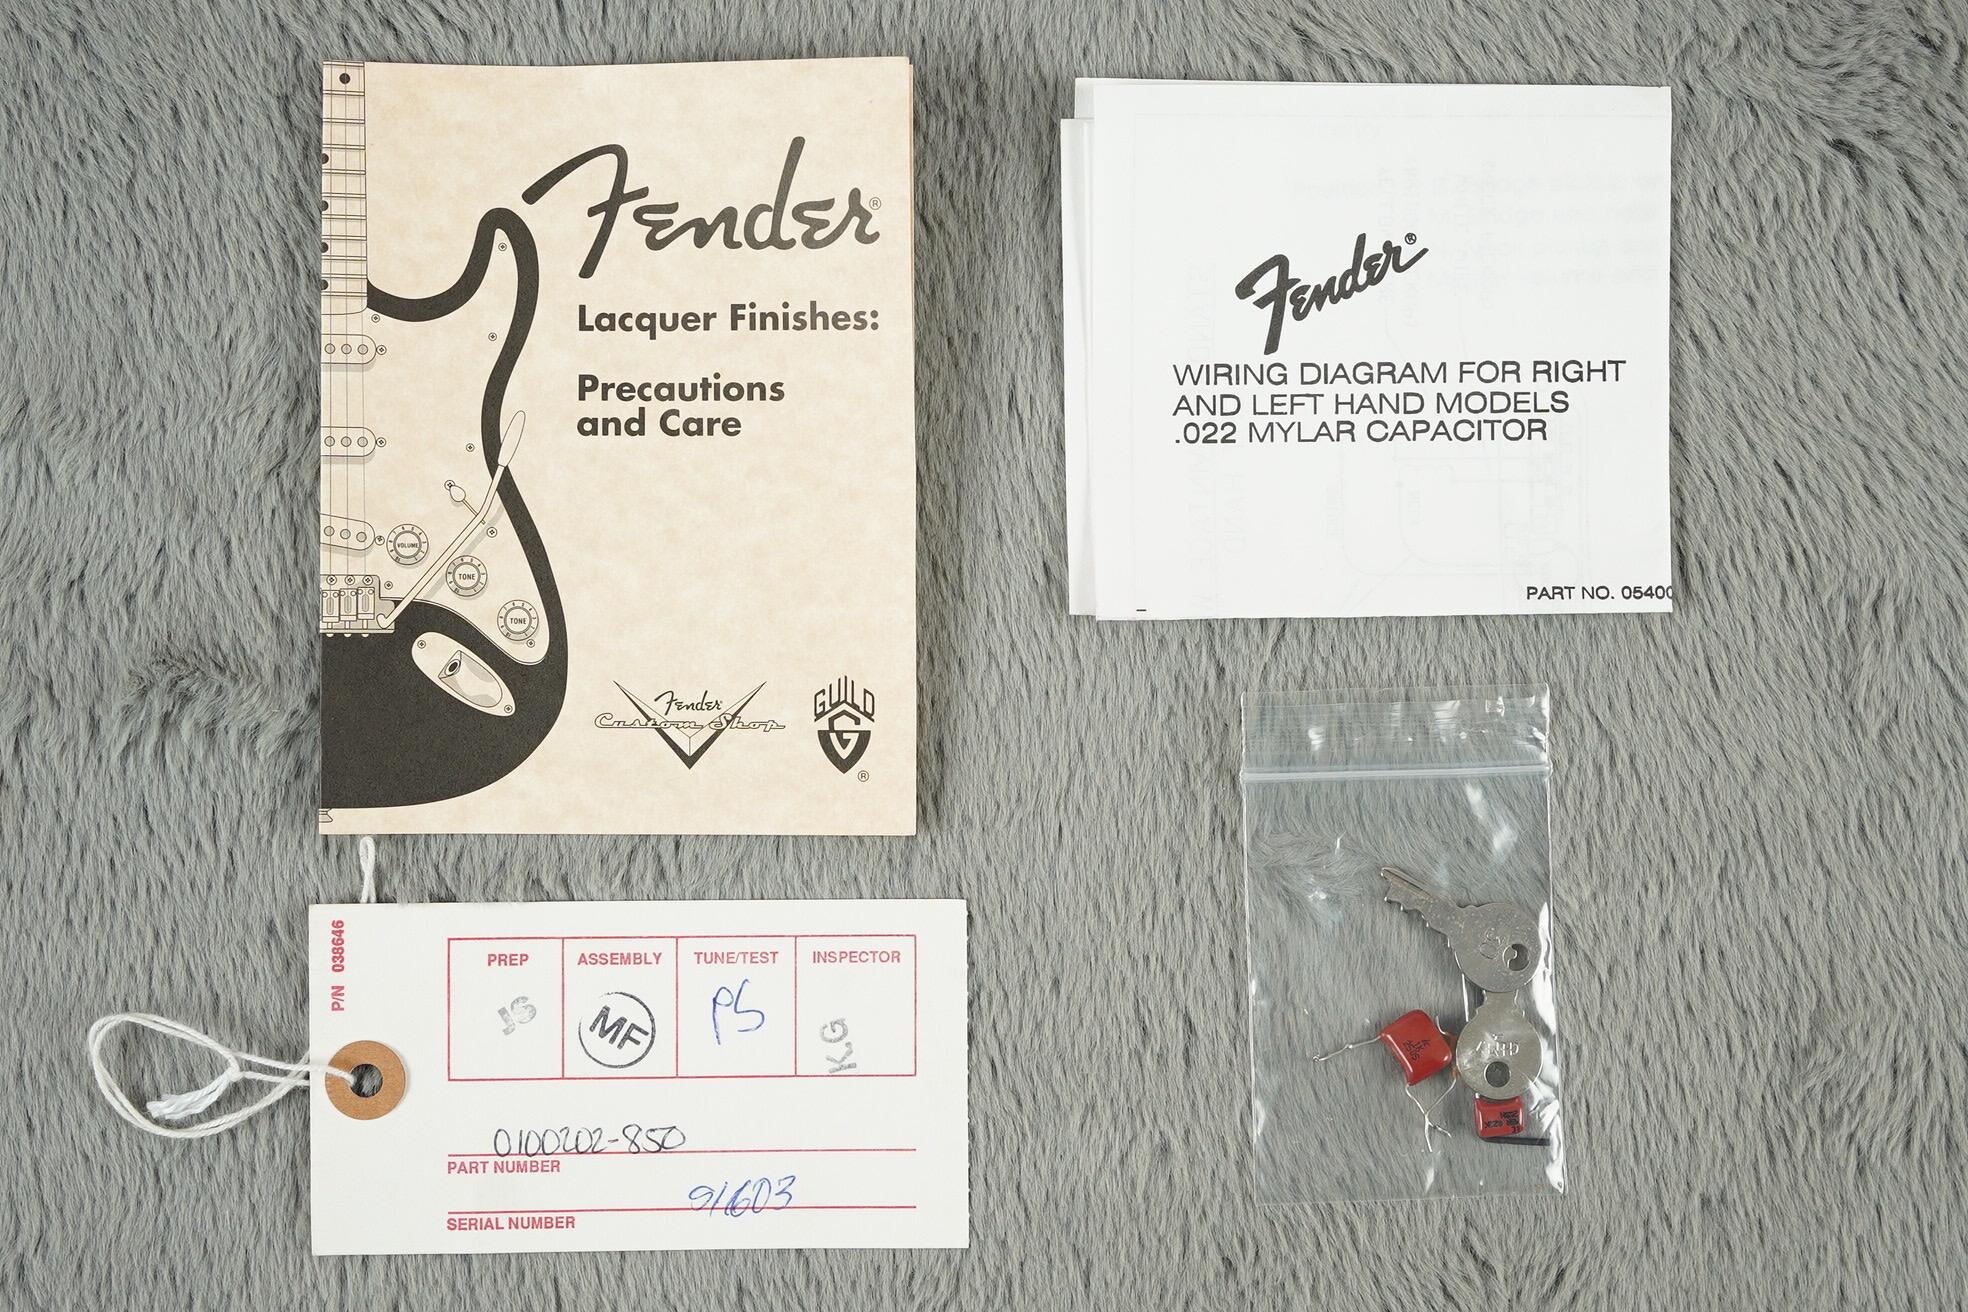 Fender®
Lacquer Finishes:
Precautions
and Care
VOLUME
TONE
TONE
Fender
Custom Shop
GUILD
G
®
Fender®
WIRING DIAGRAM FOR RIGHT
AND LEFT HAND MODELS
.022 MYLAR CAPACITOR
PART NO. 05400
P/N 038646
PREP ASSEMBLY TUNE/TEST INSPECTOR
JS MF PS KG
0100202-850
PART NUMBER
91603
SERIAL NUMBER